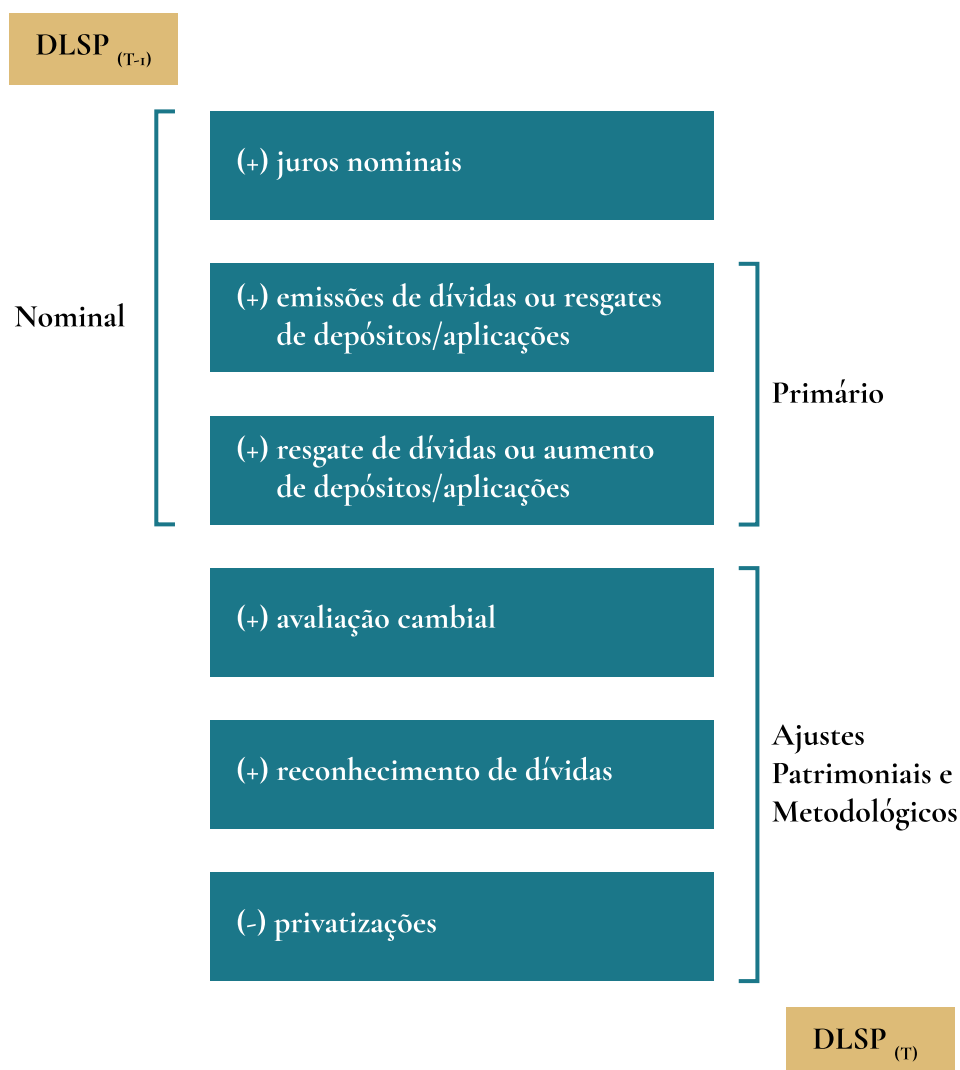 DLSP (T-1)
(+) juros nominais
Nominal
(+) emissões de dívidas ou resgates
de depósitos/aplicações
Primário
(+) resgate de dívidas ou aumento
de depósitos/aplicações
(+) avaliação cambial
(+) reconhecimento de dívidas
Ajustes
Patrimoniais e
Metodológicos
(-) privatizações
DLSP (T)